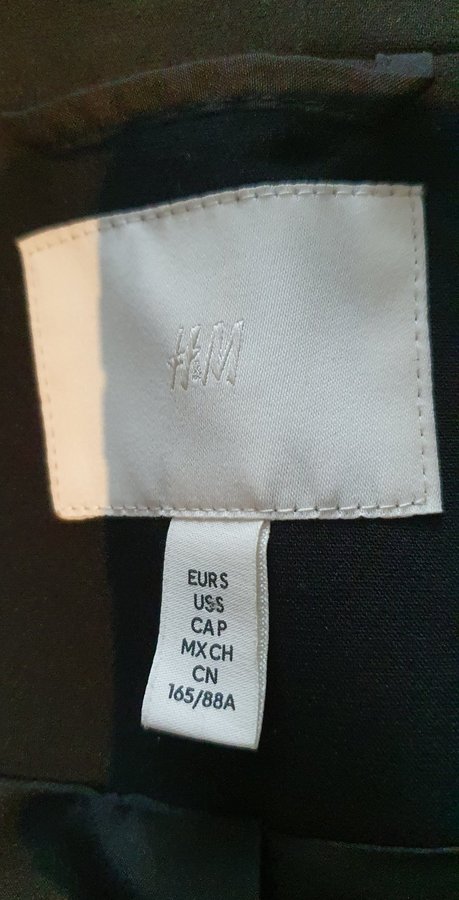 H&M
EUR S
US S
CA P
MX CH
CN
165/88A